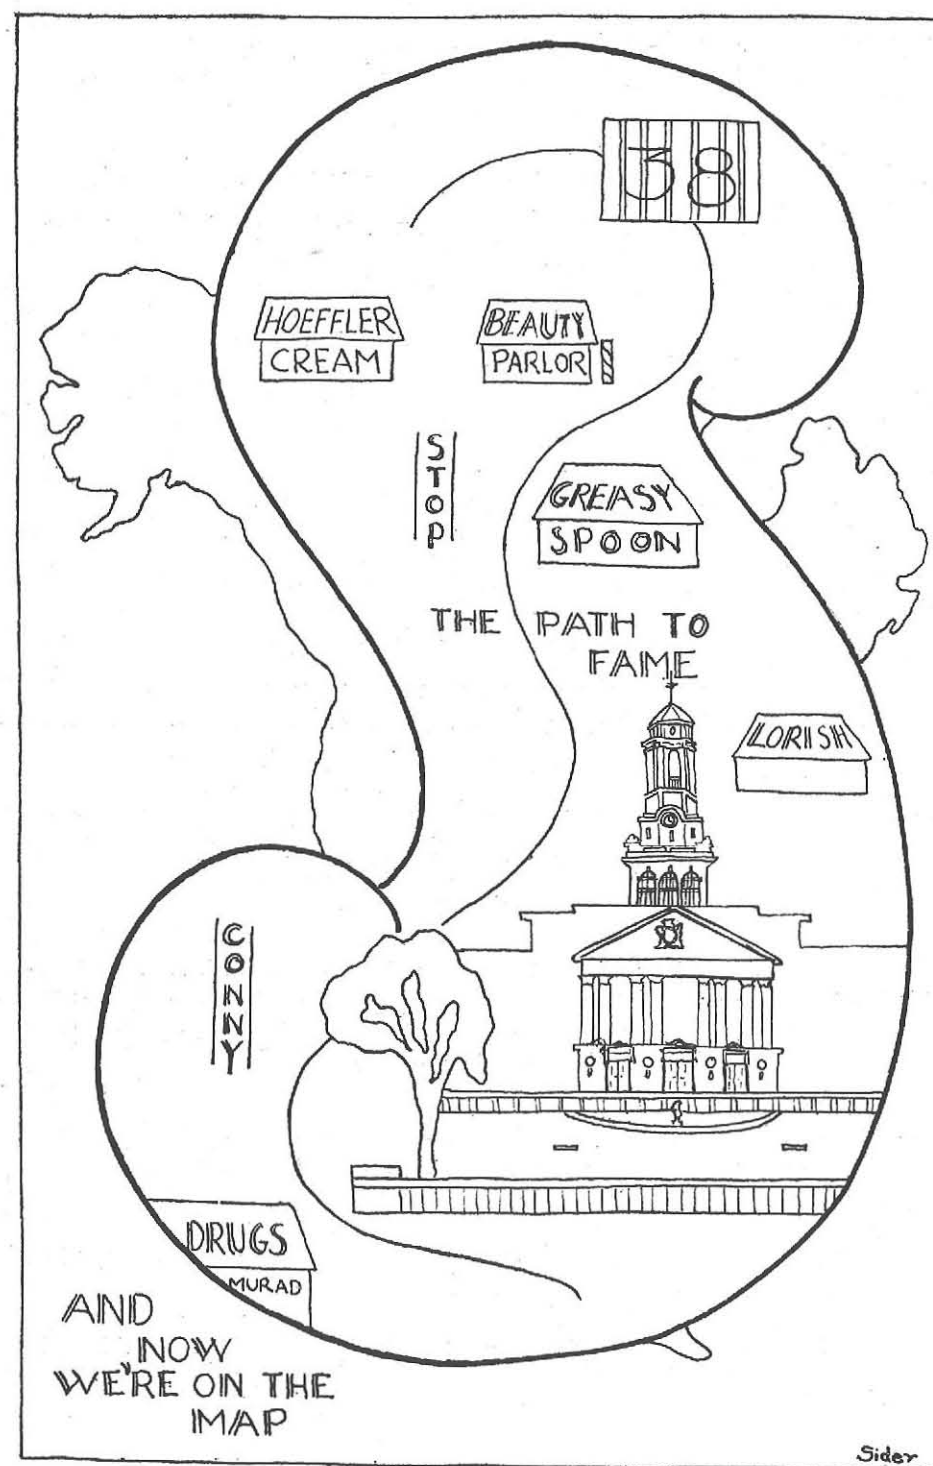 38
HOEFFLER
CREAM
BEAUTY
PARLOR
STOP
GREASY
SPOON
THE PATH TO
FAME
LORISH
CONNY
DRUGS
MURAD
AND
NOW
WE'RE ON THE
MAP
Sider